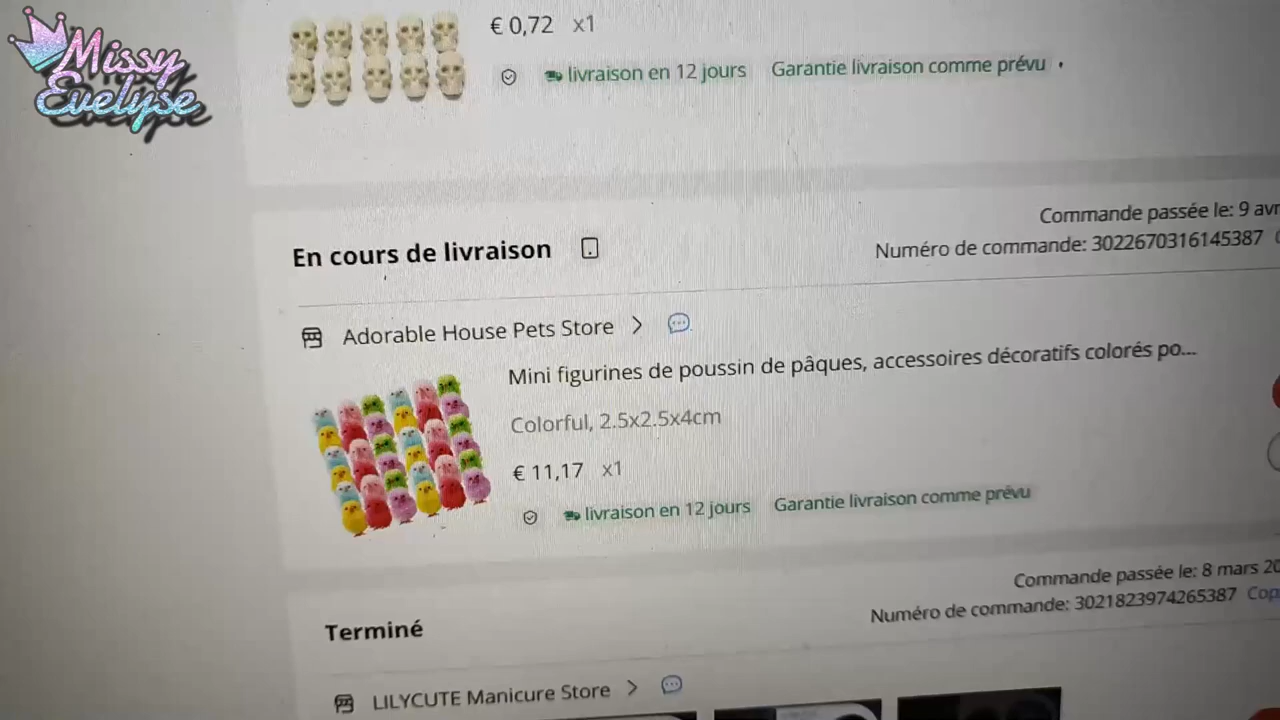 Missy
Evelyse
€ 0,72 x1
livraison en 12 jours Garantie livraison comme prévu
Commande passée le: 9 avr
En cours de livraison
Numéro de commande: 3022670316145387
Adorable House Pets Store
Mini figurines de poussin de pâques, accessoires décoratifs colorés po...
Colorful, 2.5x2.5x4cm
€ 11,17 x1
livraison en 12 jours Garantie livraison comme prévu
Commande passée le: 8 mars 20
Terminé
Numéro de commande: 3021823974265387 Cop
LILYCUTE Manicure Store